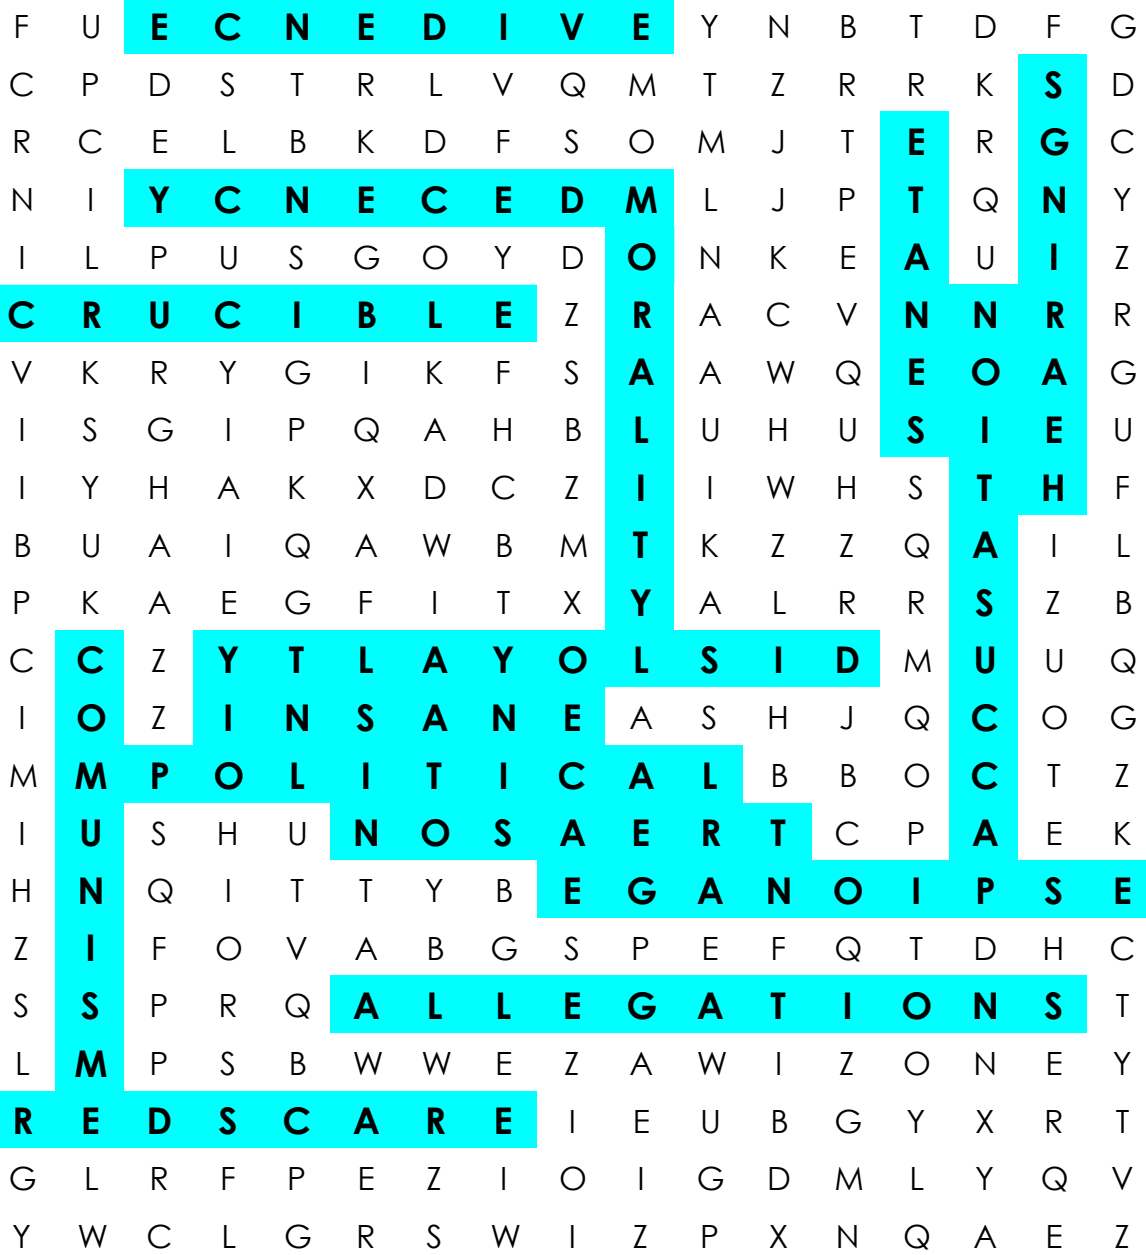 F U E C N E D I V E Y N B T D F G
C P D S T R L V Q M T Z R R K S D
R C E L B K D F S O M J T E R G C
N I Y C N E C E D M L J P T Q N Y
I L P U S G O Y D O N K E A U I Z
C R U C I B L E Z R A C V N N R R
V K R Y G I K F S A A W Q E O A G
I S G I P Q A H B L U H U S I E U
I Y H A K X D C Z I I W H S T H F
B U A I Q A W B M T K Z Z Q A I L
P K A E G F I T X Y A L R R S Z B
C C Z Y T L A Y O L S I D M U U Q
I O Z I N S A N E A S H J Q C O G
M M P O L I T I C A L B B O C T Z
I U S H U N O S A E R T C P A E K
H N Q I T T Y B E G A N O I P S E
Z I F O V A B G S P E F Q T D H C
S S P R Q A L L E G A T I O N S T
L M P S B W W E Z A W I Z O N E Y
R E D S C A R E I E U B G Y X R T
G L R F P E Z I O I G D M L Y Q V
Y W C L G R S W I Z P X N Q A E Z